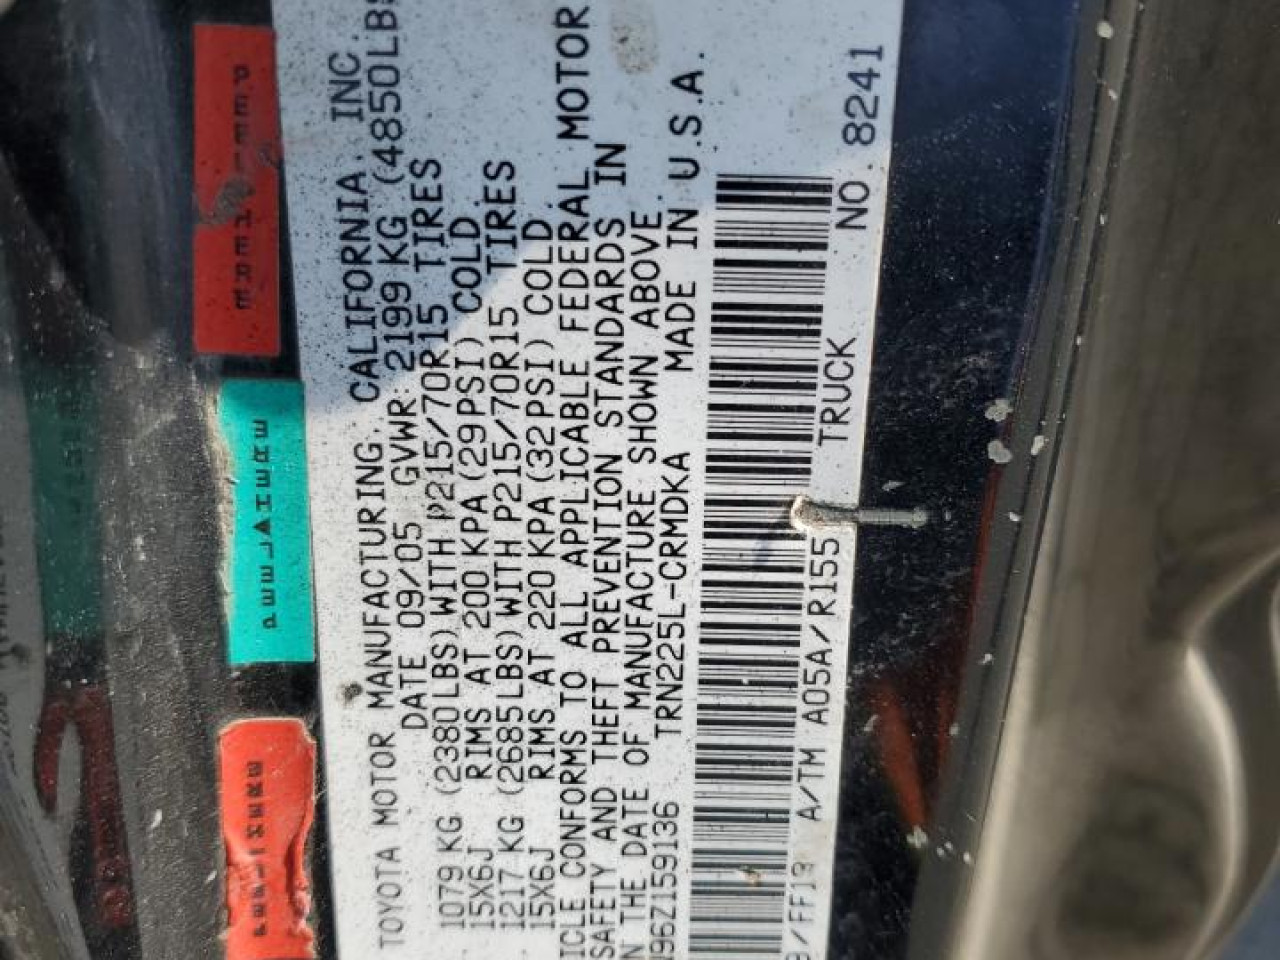 TOYOTA MOTOR MANUFACTURING, CALIFORNIA, INC.
DATE 09/05 GVWR: 2199 KG (4850LBS
1079 KG (2380LBS) WITH P215/70R15 TIRES
15X6J RIMS AT 200 KPA (29PSI) COLD
1217 KG (2685LBS) WITH P215/70R15 TIRES
15X6J RIMS AT 220 KPA (32PSI) COLD
ICLE CONFORMS TO ALL APPLICABLE FEDERAL MOTOR
SAFETY AND THEFT PREVENTION STANDARDS IN
N THE DATE OF MANUFACTURE SHOWN ABOVE.
N96Z159136 TRN225L-CRMDKA MADE IN U.S.A.
9/FF13 A/TM A05A/R155 TRUCK NO 8241